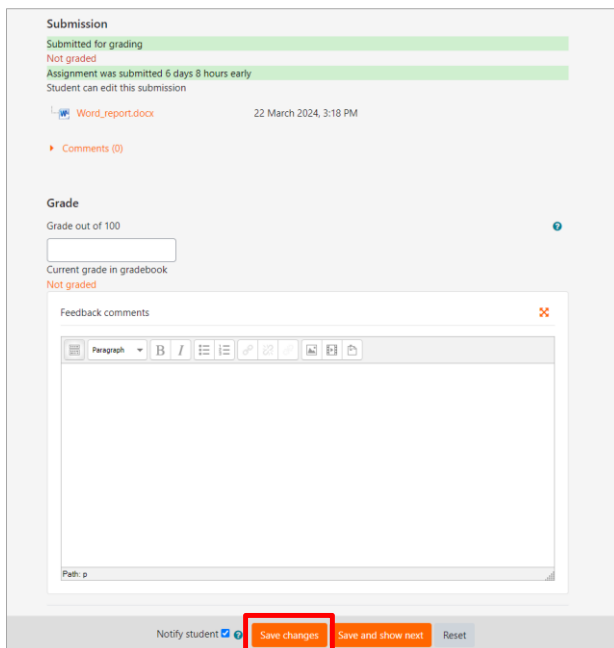 Submission
Submitted for grading
Not graded
Assignment was submitted 6 days 8 hours early
Student can edit this submission
Word_report.docx 22 March 2024, 3:18 PM
Comments (0)
Grade
Grade out of 100
Current grade in gradebook
Not graded
Feedback comments
Paragraph B I
Path: p
Notify student Save changes Save and show next Reset